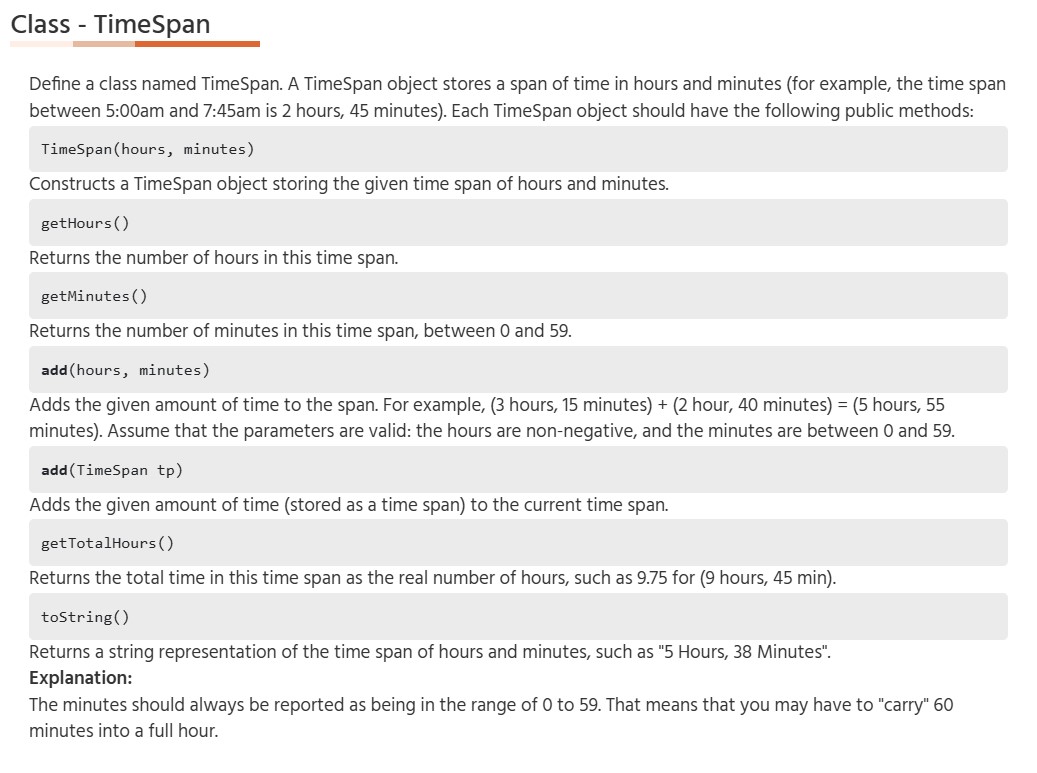 Class - TimeSpan
Define a class named TimeSpan. A TimeSpan object stores a span of time in hours and minutes (for example, the time span
between 5:00am and 7:45am is 2 hours, 45 minutes). Each TimeSpan object should have the following public methods:
TimeSpan(hours, minutes)
Constructs a TimeSpan object storing the given time span of hours and minutes.
getHours()
Returns the number of hours in this time span.
getMinutes()
Returns the number of minutes in this time span, between 0 and 59.
add(hours, minutes)
Adds the given amount of time to the span. For example, (3 hours, 15 minutes) + (2 hour, 40 minutes) = (5 hours, 55
minutes). Assume that the parameters are valid: the hours are non-negative, and the minutes are between 0 and 59.
add(TimeSpan tp)
Adds the given amount of time (stored as a time span) to the current time span.
getTotalHours()
Returns the total time in this time span as the real number of hours, such as 9.75 for (9 hours, 45 min).
toString()
Returns a string representation of the time span of hours and minutes, such as "5 Hours, 38 Minutes".
Explanation:
The minutes should always be reported as being in the range of 0 to 59. That means that you may have to "carry" 60
minutes into a full hour.